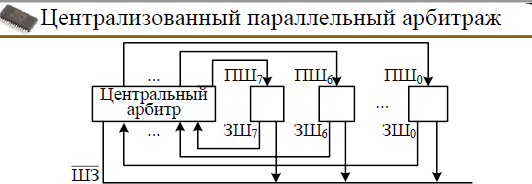 Централизованный параллельный арбитраж
ПШ7 ПШ6 ПШ0
...
Центральный
арбитр
...
...
ЗШ7 ЗШ6 ЗШ0
ШЗ